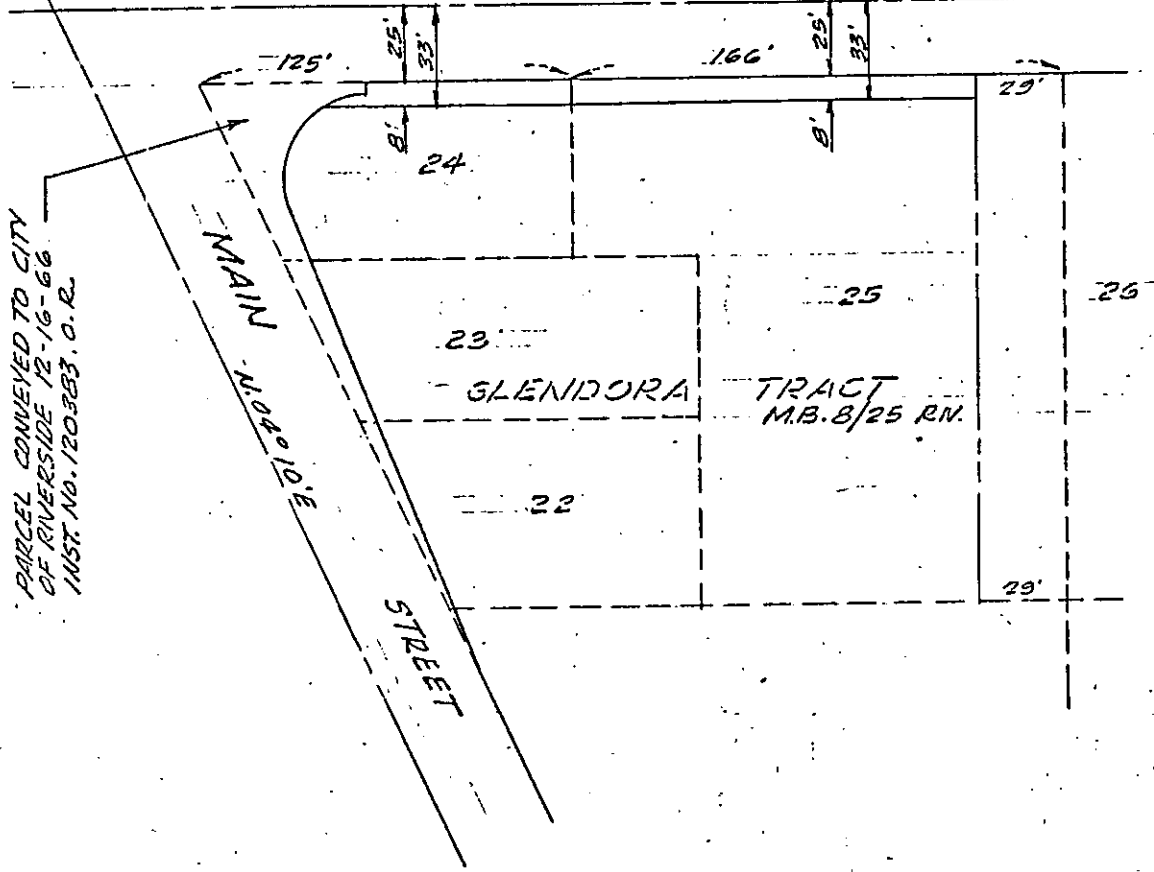 25'
33'
25'
33'
125'
166'
29'
8'
8'
24
PARCEL CONVEYED TO CITY
OF RIVERSIDE 12-16-66
INST. NO. 120383. O. R.
MAIN N.04°10'E
STREET
25
26
23
GLENDORA TRACT
M.B. 8/25 RIV.
22
29'